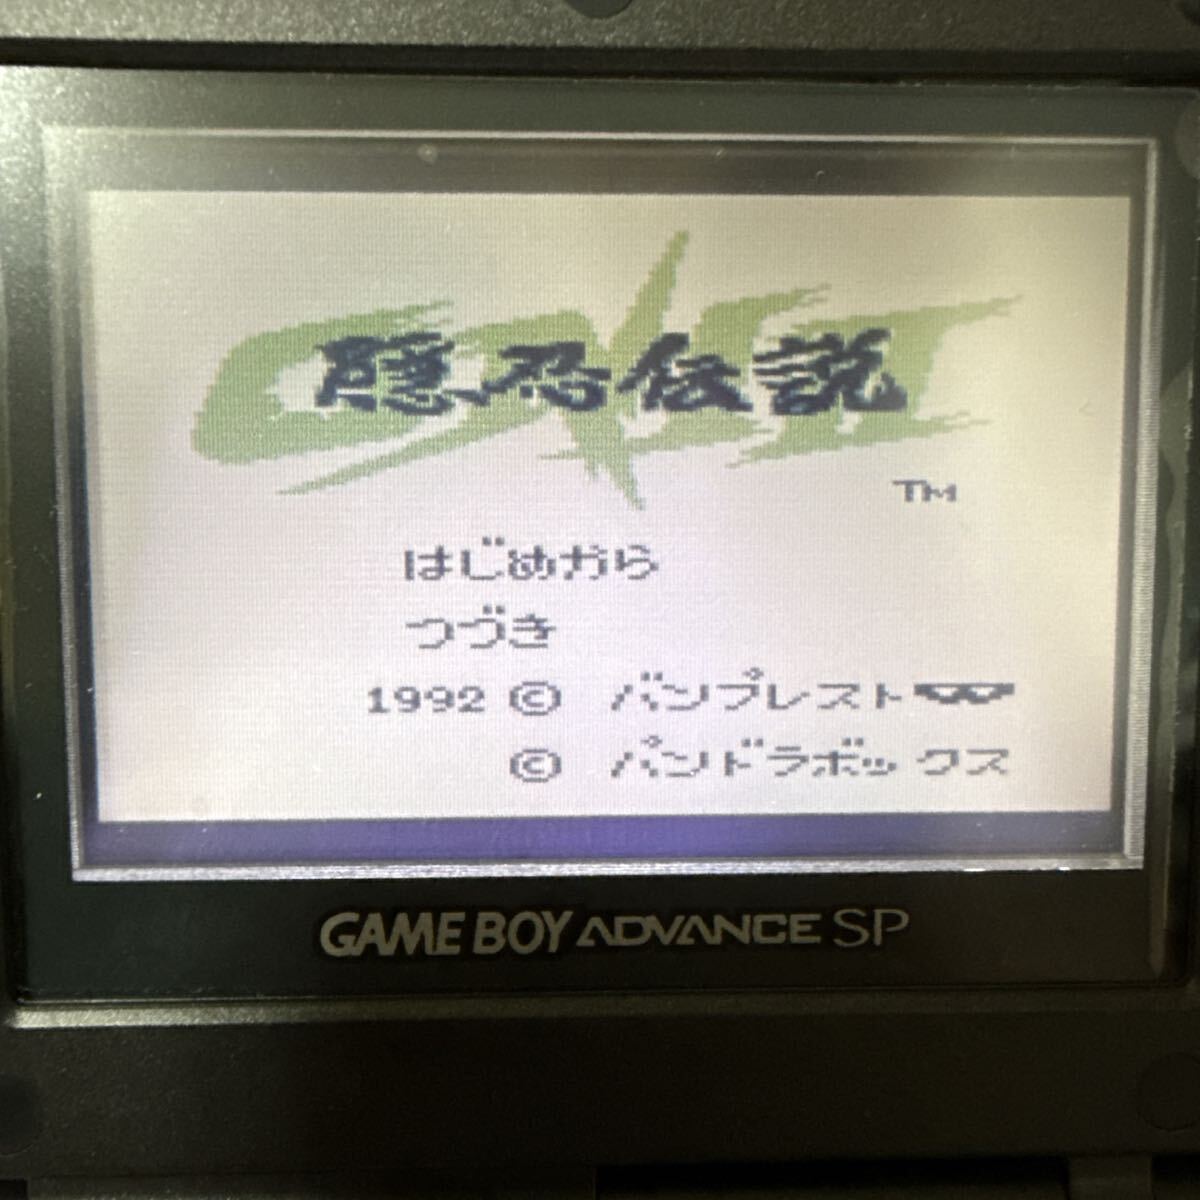 ONI II
隠忍伝説
TM
はじめから
つづき
1992 © バンプレスト
© パンドラボックス
GAME BOY ADVANCE SP